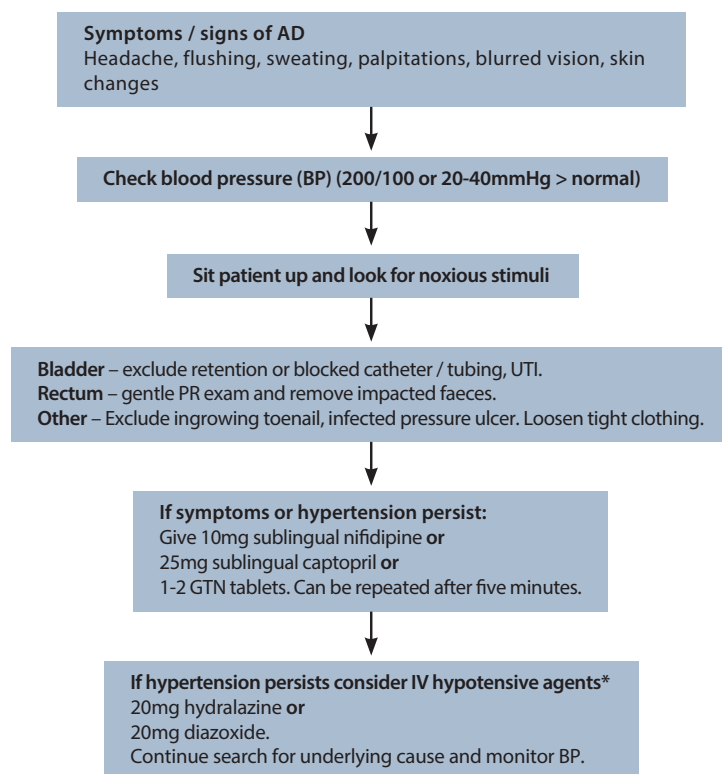 Symptoms / signs of AD
Headache, flushing, sweating, palpitations, blurred vision, skin
changes
Check blood pressure (BP) (200/100 or 20-40mmHg > normal)
Sit patient up and look for noxious stimuli
Bladder – exclude retention or blocked catheter / tubing, UTI.
Rectum – gentle PR exam and remove impacted faeces.
Other – Exclude ingrowing toenail, infected pressure ulcer. Loosen tight clothing.
If symptoms or hypertension persist:
Give 10mg sublingual nifidipine or
25mg sublingual captopril or
1-2 GTN tablets. Can be repeated after five minutes.
If hypertension persists consider IV hypotensive agents*
20mg hydralazine or
20mg diazoxide.
Continue search for underlying cause and monitor BP.